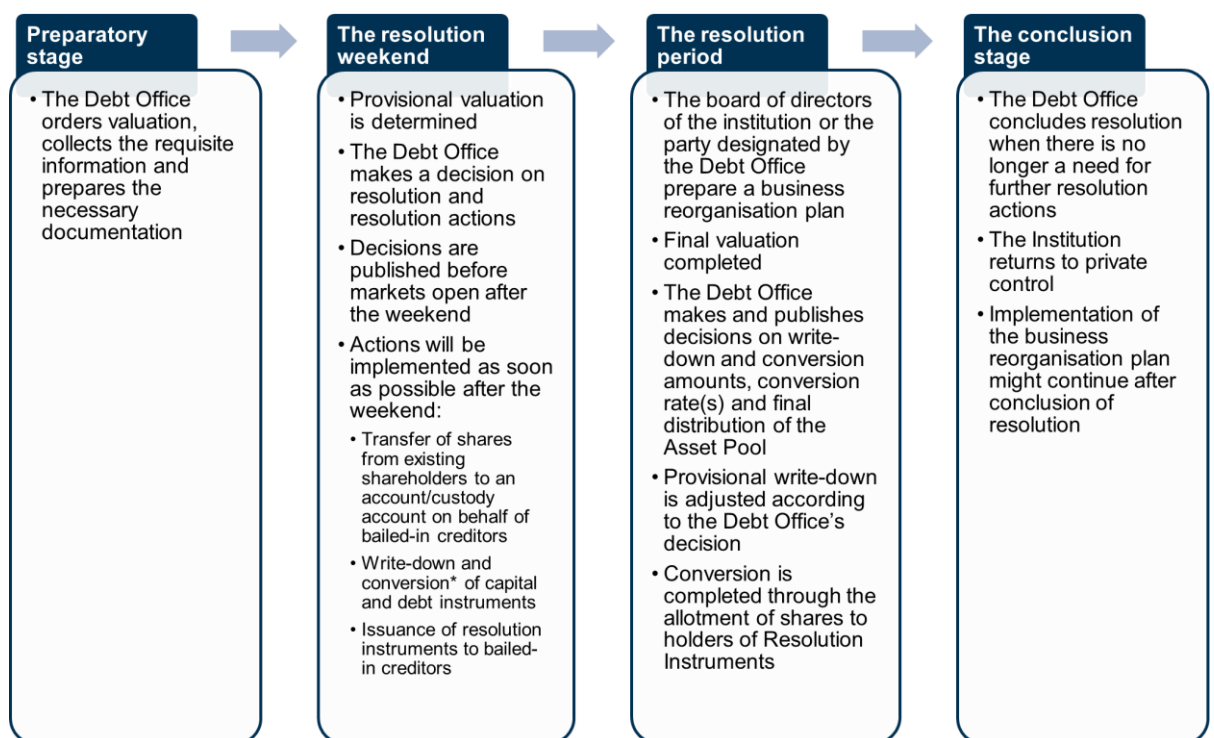 Preparatory
stage
• The Debt Office
orders valuation,
collects the requisite
information and
prepares the
necessary
documentation
The resolution
weekend
• Provisional valuation
is determined
• The Debt Office
makes a decision on
resolution and
resolution actions
• Decisions are
published before
markets open after
the weekend
• Actions will be
implemented as soon
as possible after the
weekend:
• Transfer of shares
from existing
shareholders to an
account/custody
account on behalf of
bailed-in creditors
• Write-down and
conversion* of capital
and debt instruments
• Issuance of resolution
instruments to bailed-
in creditors
The resolution
period
• The board of directors
of the institution or the
party designated by
the Debt Office
prepare a business
reorganisation plan
• Final valuation
completed
• The Debt Office
makes and publishes
decisions on write-
down and conversion
amounts, conversion
rate(s) and final
distribution of the
Asset Pool
• Provisional write-down
is adjusted according
to the Debt Office's
decision
• Conversion is
completed through the
allotment of shares to
holders of Resolution
Instruments
The conclusion
stage
• The Debt Office
concludes resolution
when there is no
longer a need for
further resolution
actions
• The Institution
returns to private
control
• Implementation of
the business
reorganisation plan
might continue after
conclusion of
resolution